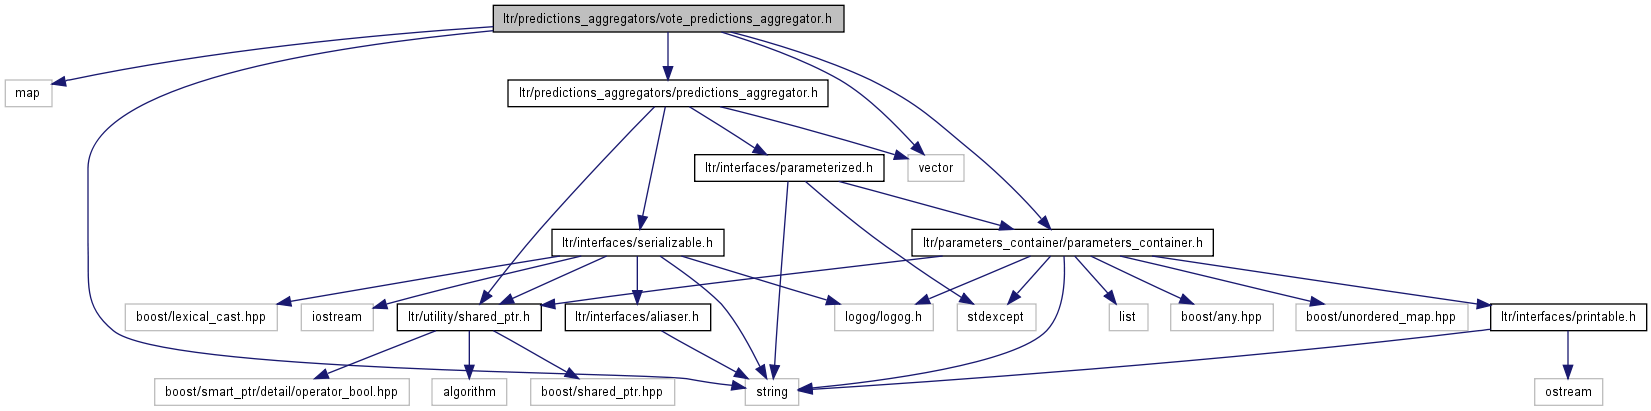 ltr/predictions_aggregators/vote_predictions_aggregator.h
map
ltr/predictions_aggregators/predictions_aggregator.h
ltr/interfaces/parameterized.h
vector
ltr/interfaces/serializable.h
ltr/parameters_container/parameters_container.h
boost/lexical_cast.hpp
iostream
ltr/utility/shared_ptr.h
ltr/interfaces/aliaser.h
logog/logog.h
stdexcept
list
boost/any.hpp
boost/unordered_map.hpp
ltr/interfaces/printable.h
boost/smart_ptr/detail/operator_bool.hpp
algorithm
boost/shared_ptr.hpp
string
ostream